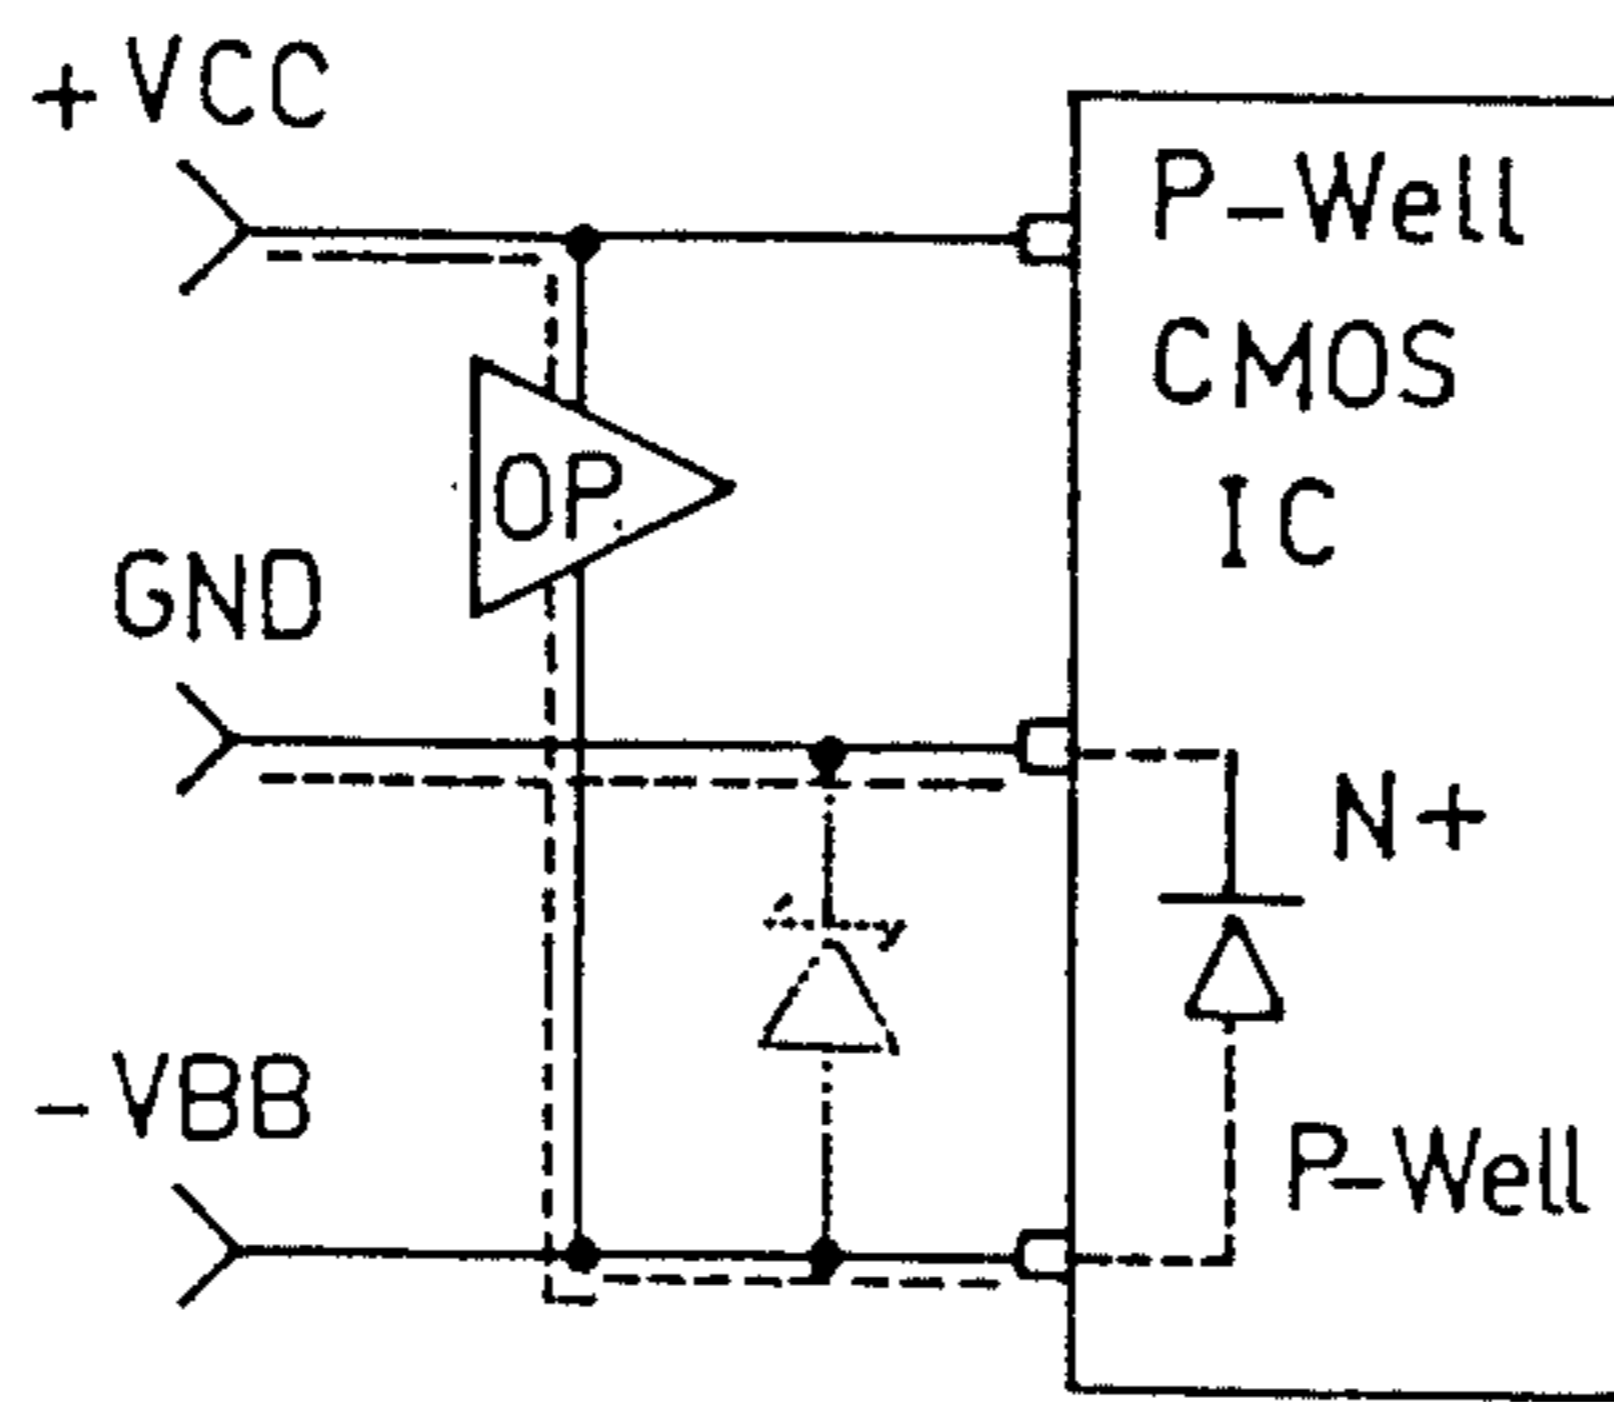 +VCC
P-Well
CMOS
IC
OP
GND
N+
-VBB
P-Well